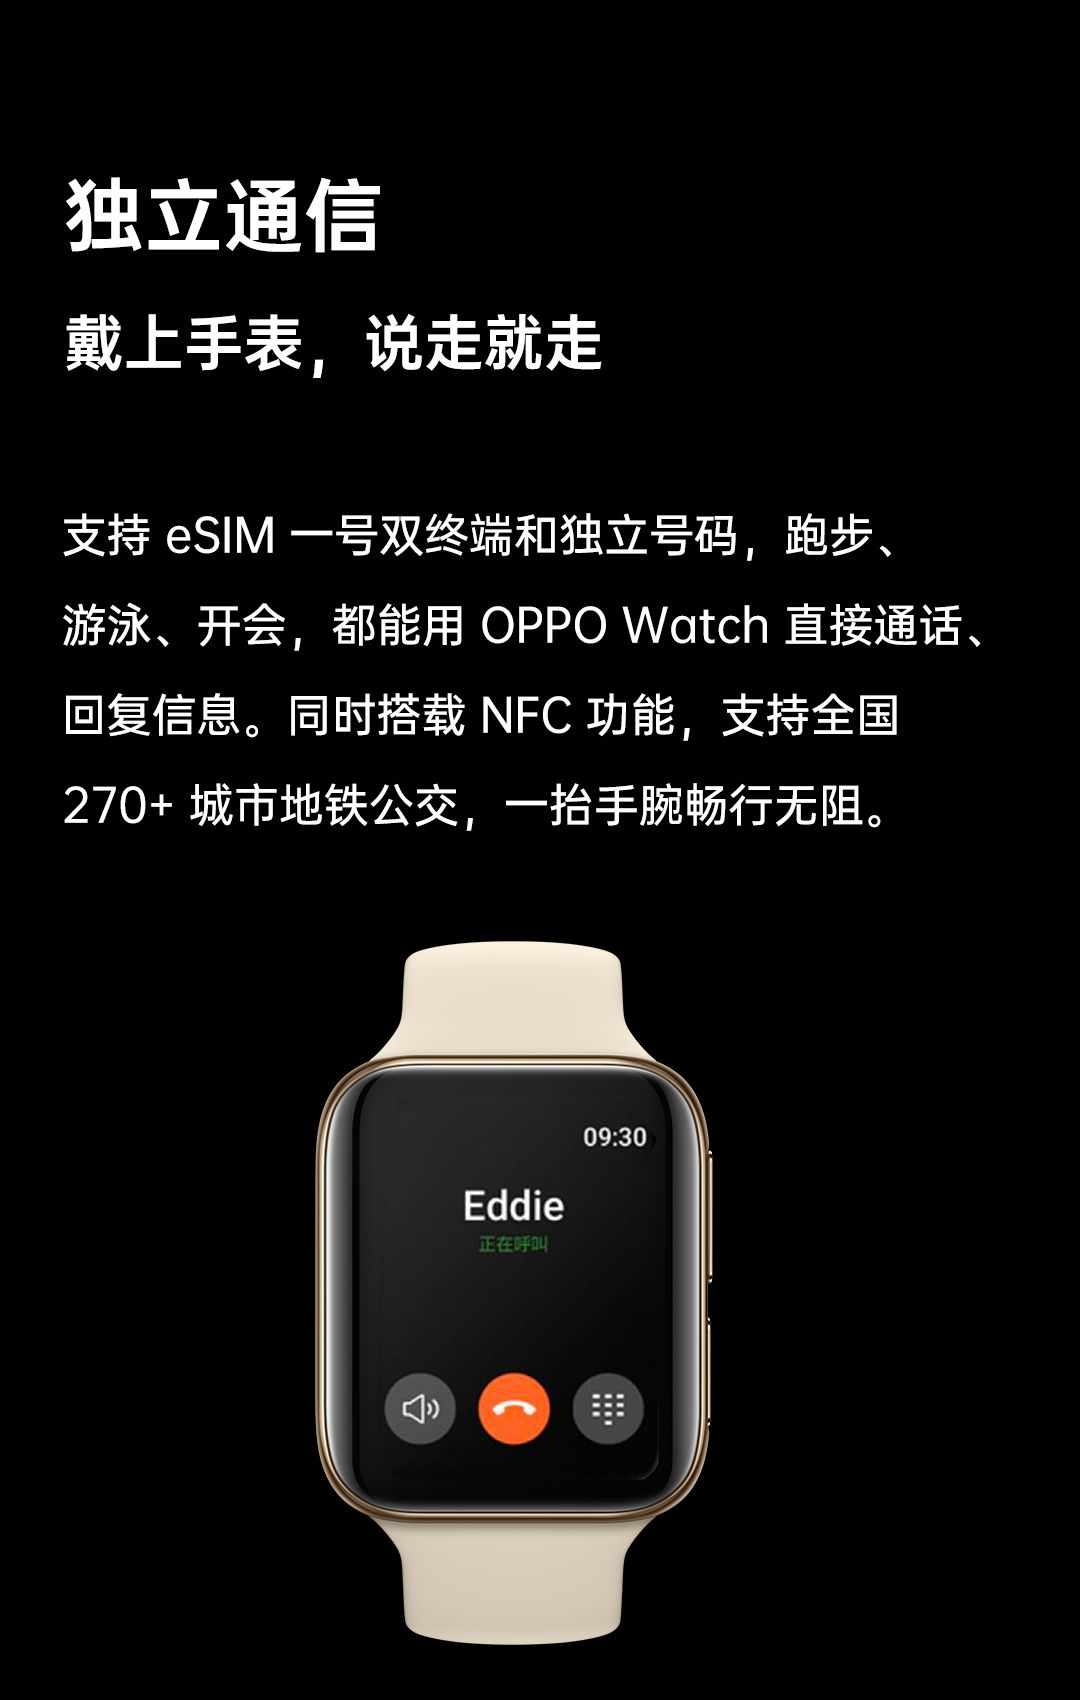 独立通信
戴上手表，说走就走
支持 eSIM 一号双终端和独立号码，跑步、
游泳、开会，都能用 OPPO Watch 直接通话、
回复信息。同时搭载 NFC 功能，支持全国
270+ 城市地铁公交，一抬手腕畅行无阻。
09:30
Eddie
正在呼叫